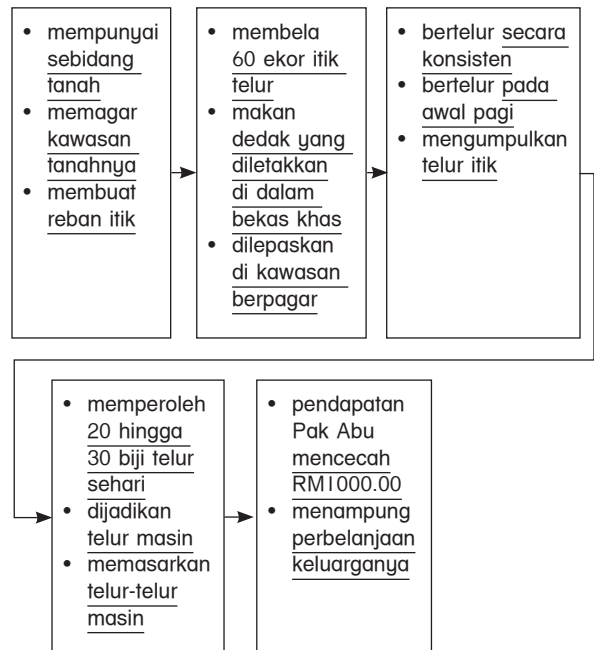 • mempunyai
sebidang
tanah
• memagar
kawasan
tanahnya
• membuat
reban itik
• membela
60 ekor itik
telur
• makan
dedak yang
diletakkan
di dalam
bekas khas
• dilepaskan
di kawasan
berpagar
• bertelur secara
konsisten
• bertelur pada
awal pagi
• mengumpulkan
telur itik
• memperoleh
20 hingga
30 biji telur
sehari
• dijadikan
telur masin
• memasarkan
telur-telur
masin
• pendapatan
Pak Abu
mencecah
RM1000.00
• menampung
perbelanjaan
keluarganya